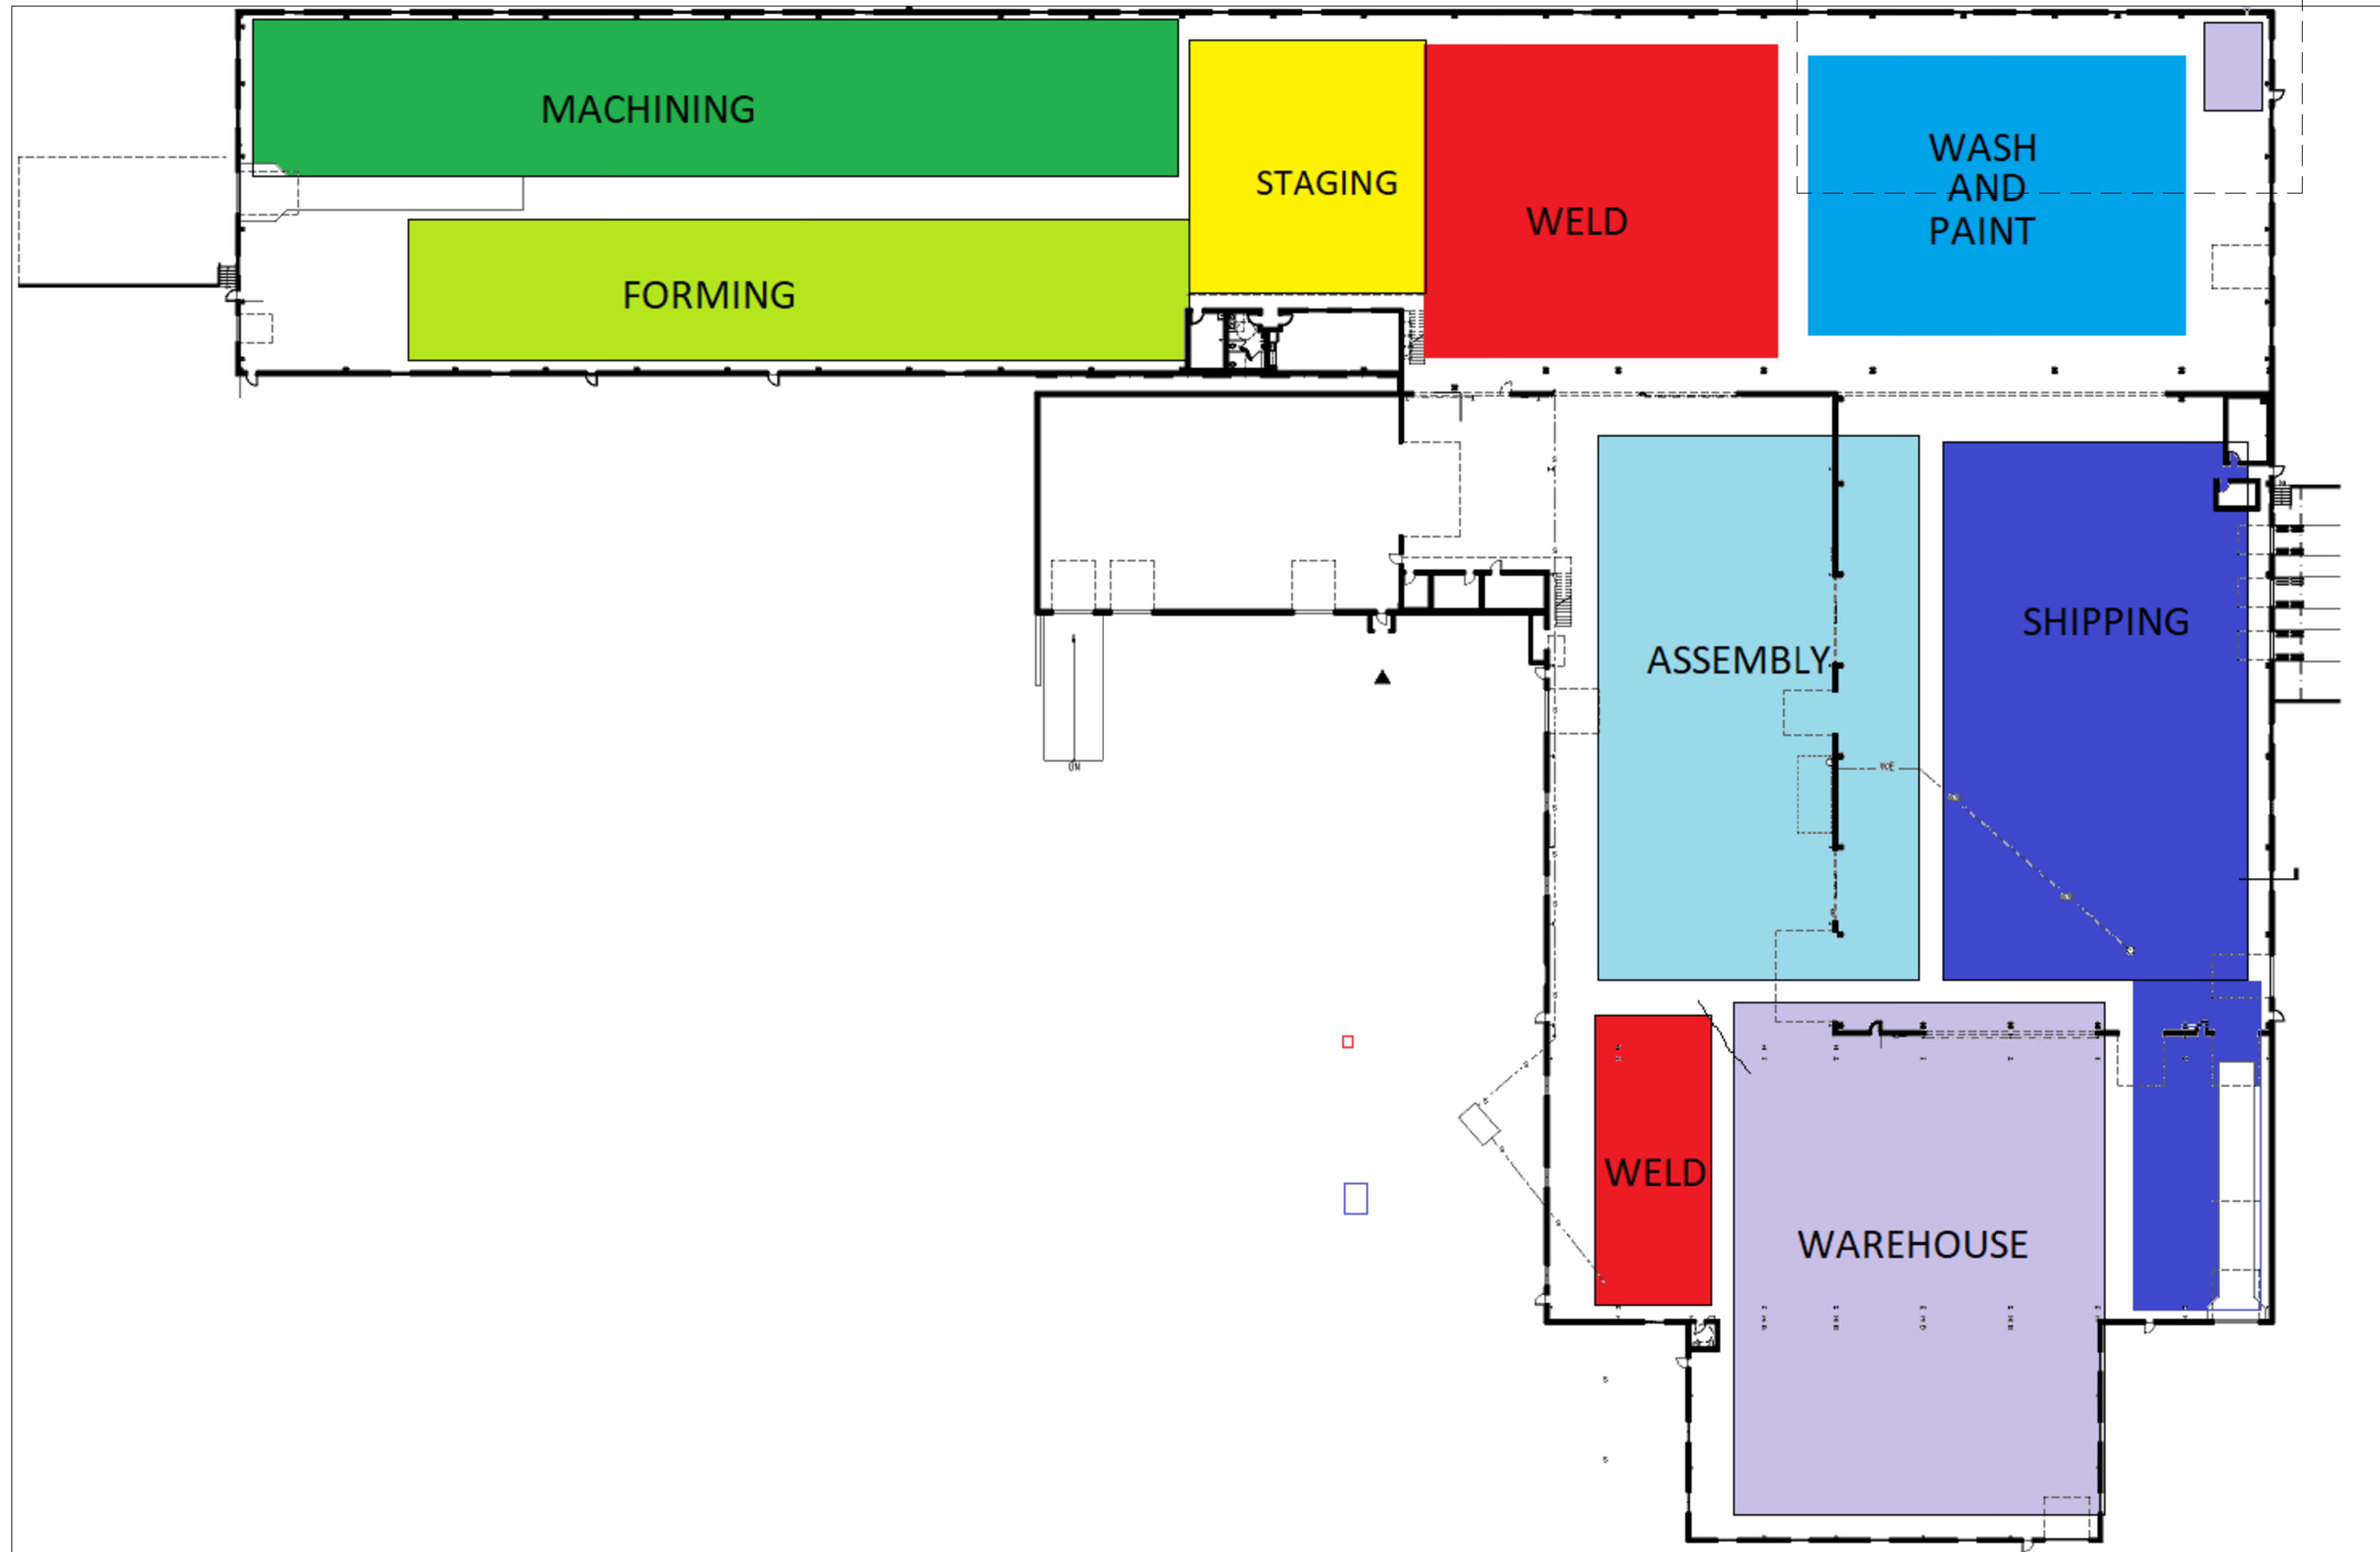 MACHINING
STAGING
WELD
WASH
AND
PAINT
FORMING
ASSEMBLY
SHIPPING
WELD
WAREHOUSE